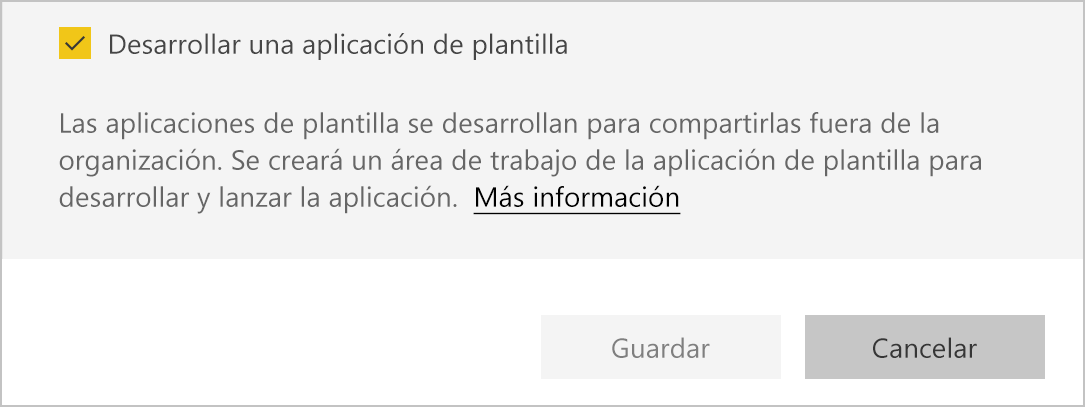 Desarrollar una aplicación de plantilla
Las aplicaciones de plantilla se desarrollan para compartirlas fuera de la
organización. Se creará un área de trabajo de la aplicación de plantilla para
desarrollar y lanzar la aplicación. Más información
Guardar Cancelar